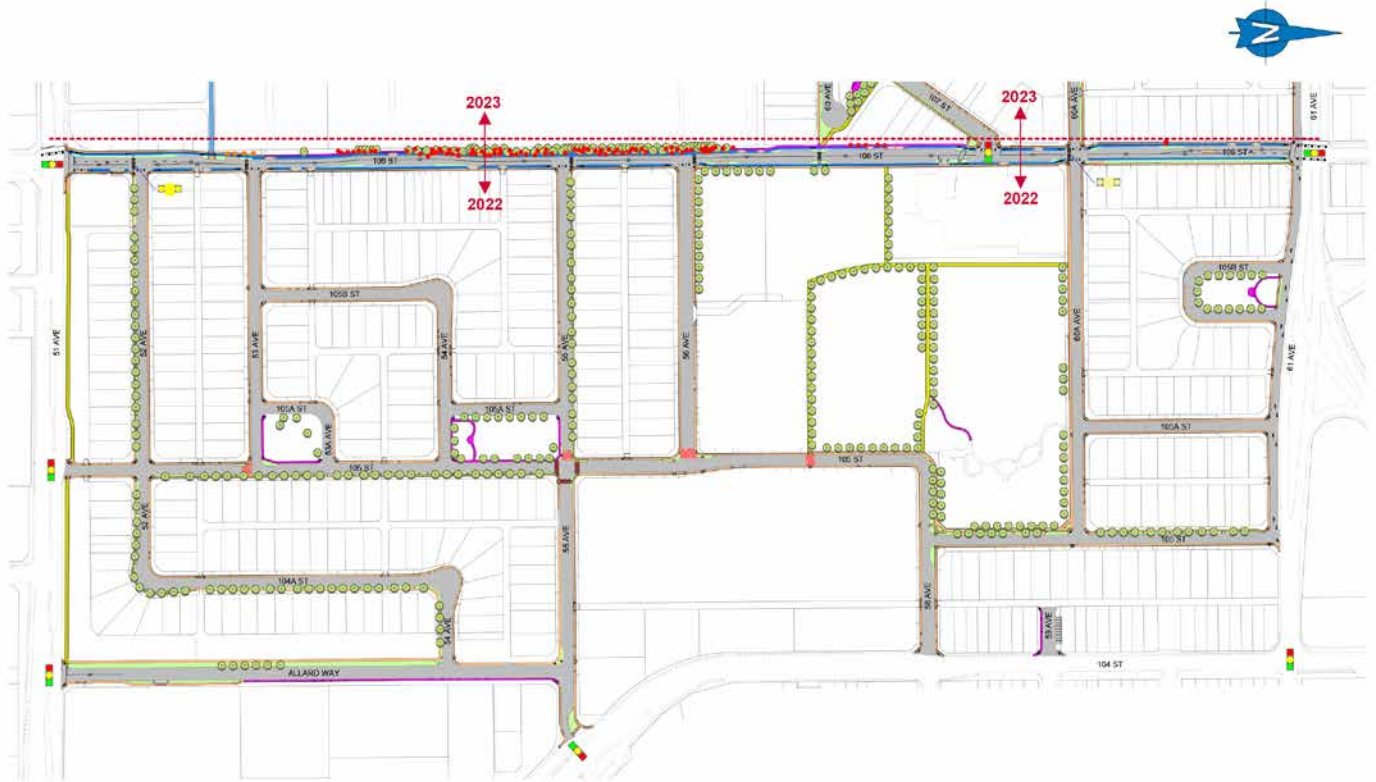 N
2023
2023
63 AVE
107 ST
60A AVE
61 AVE
106 ST
106 ST
106 ST
2022
2022
51 AVE
52 AVE
53 AVE
105B ST
54 AVE
55 AVE
56 AVE
60A AVE
105B ST
61 AVE
105A ST
53A AVE
105A ST
105A ST
105 ST
105 ST
52 AVE
55 AVE
105 ST
104A ST
54 AVE
58 AVE
59 AVE
ALLARD WAY
104 ST